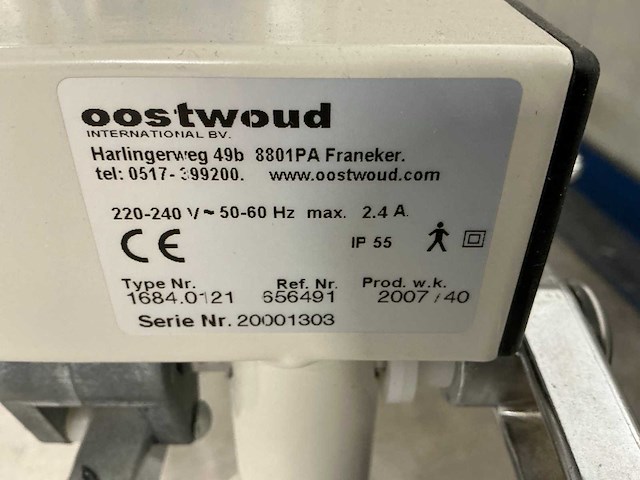 oostwoud
INTERNATIONAL BV.
Harlingerweg 49b 8801PA Franeker.
tel: 0517-399200. www.oostwoud.com
220-240 V ~ 50-60 Hz max. 2.4 A.
CE IP 55
Type Nr. Ref. Nr. Prod. w.k.
1684.0121 656491 2007/40
Serie Nr. 20001303